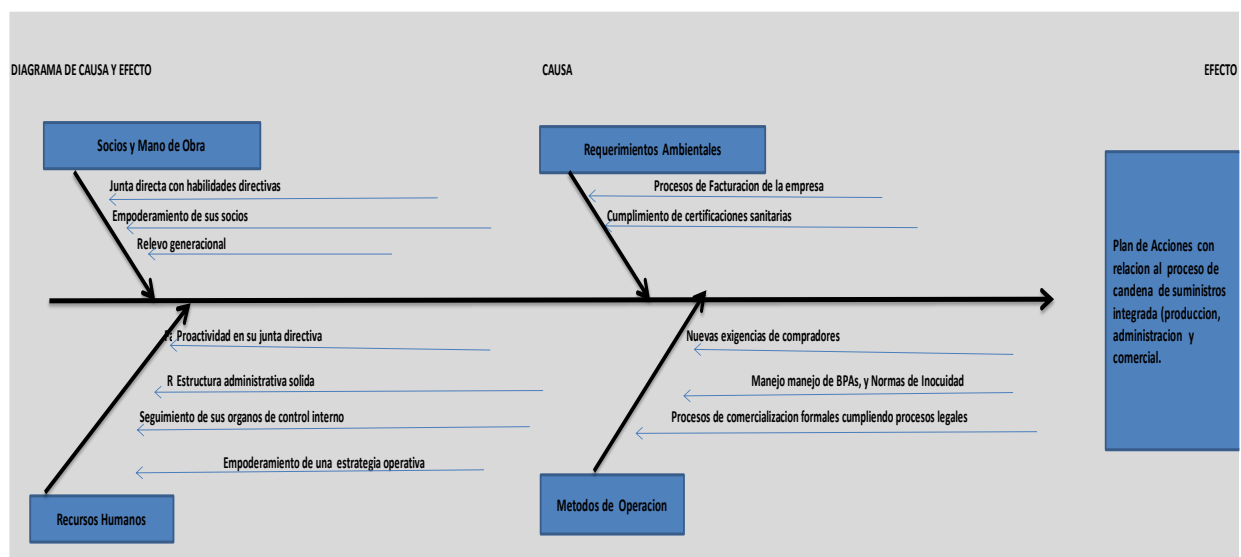 DIAGRAMA DE CAUSA Y EFECTO
CAUSA
EFECTO
Socios y Mano de Obra
Junta directa con habilidades directivas
Empoderamiento de sus socios
Relevo generacional
Requerimientos Ambientales
Procesos de Facturacion de la empresa
Cumplimiento de certificaciones sanitarias
Proactividad en su junta directiva
R Estructura administrativa solida
Seguimiento de sus organos de control interno
Empoderamiento de una estrategia operativa
Recursos Humanos
Nuevas exigencias de compradores
Manejo manejo de BPAs, y Normas de Inocuidad
Procesos de comercialización formales cumpliendo procesos legales
Metodos de Operacion
Plan de Acciones con
relacion al proceso de
candena de suministros
integrada (produccion,
administracion y
comercial.